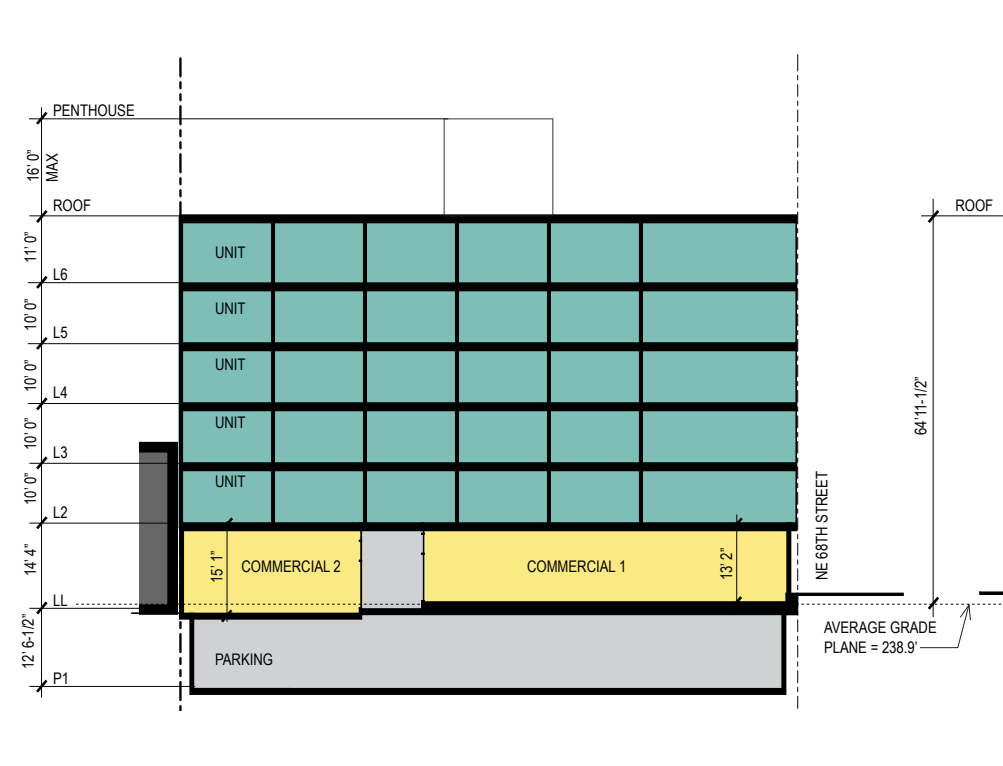 PENTHOUSE
16' 0"
MAX
ROOF
ROOF
11' 0"
UNIT
L6
10' 0"
UNIT
L5
10' 0"
UNIT
L4
64'11-1/2"
10' 0"
UNIT
L3
10' 0"
UNIT
L2
NE 68TH STREET
14' 4"
15' 1"
COMMERCIAL 2
COMMERCIAL 1
13' 2"
LL
12' 6-1/2"
AVERAGE GRADE
PLANE = 238.9'
PARKING
P1